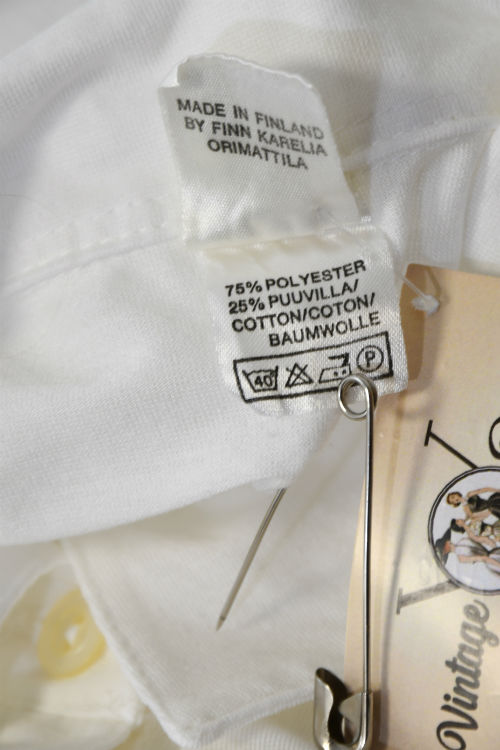 MADE IN FINLAND
BY FINN KARELIA
ORIMATTILA
75% POLYESTER
25% PUUVILLA/
COTTON/COTON/
BAUMWOLLE
40 P
Vintage